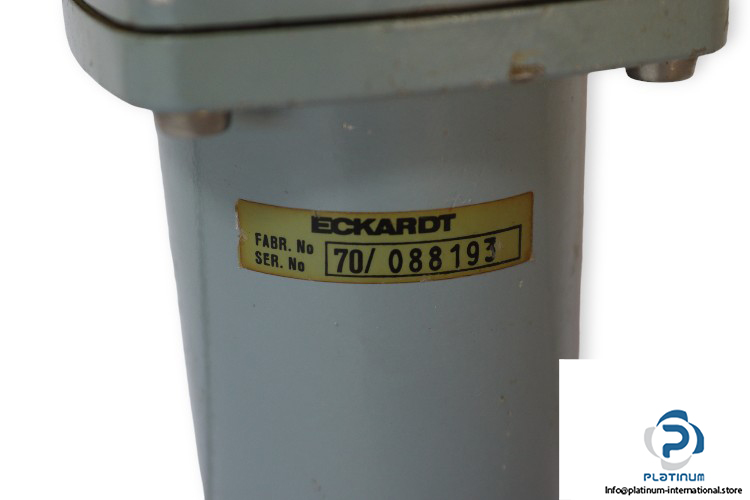 ECKARDT
FABR. No
SER. No
70/ 088193
PLATINUM
Info@platinum-international.store